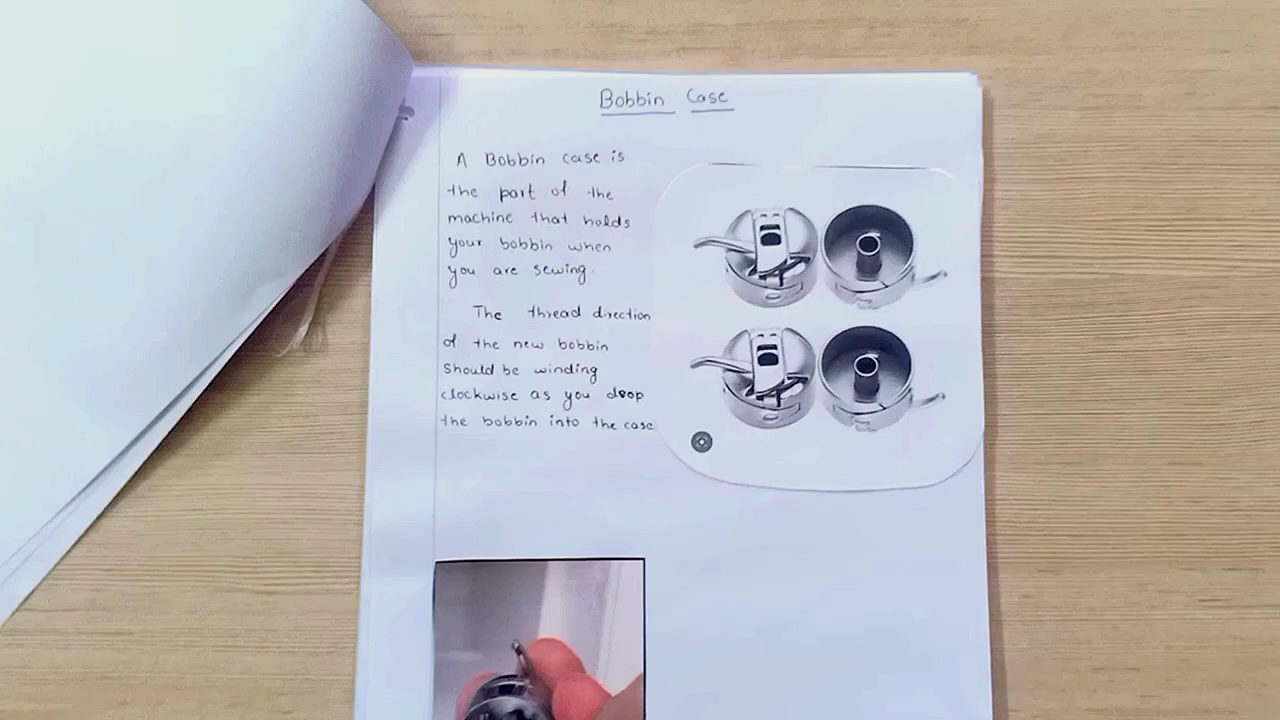 Bobbin Case
A Bobbin case is
the part of the
machine that holds
your bobbin when
you are sewing.
The thread direction
of the new bobbin
should be winding
clockwise as you drop
the bobbin into the case